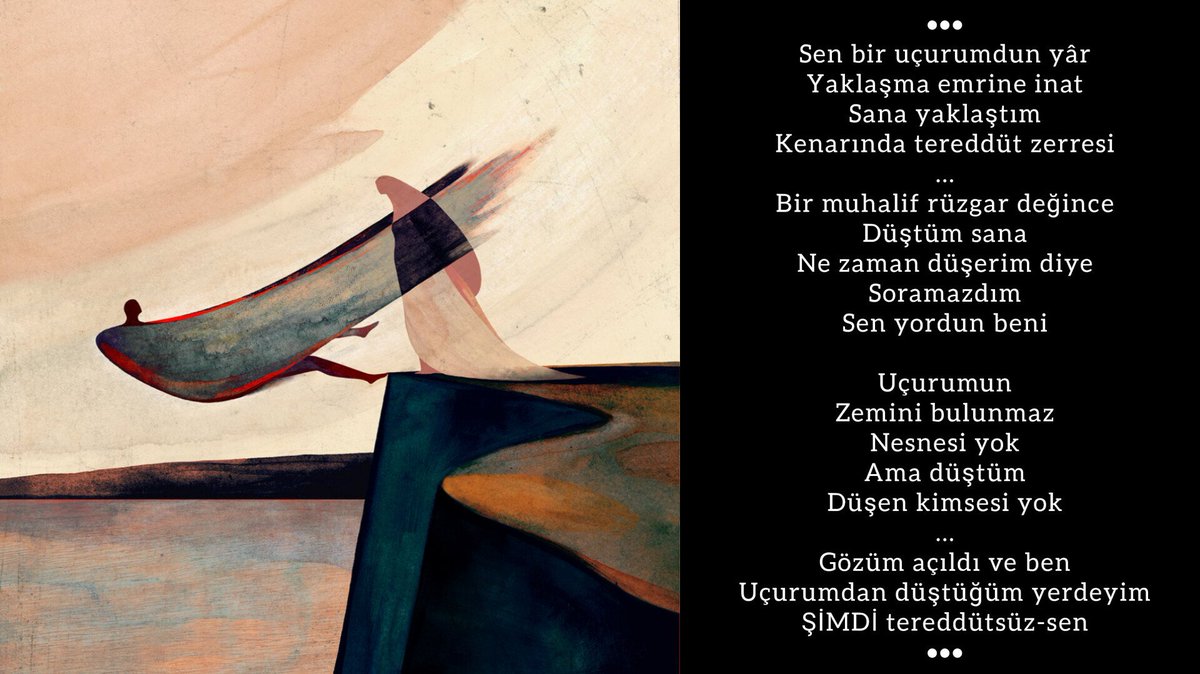 •••
Sen bir uçurumdun yâr
Yaklaşma emrine inat
Sana yaklaştım
Kenarında tereddüt zerresi
...
Bir muhalif rüzgar değince
Düştüm sana
Ne zaman düşerim diye
Soramazdım
Sen yordun beni
Uçurumun
Zemini bulunmaz
Nesnesi yok
Ama düştüm
Düşen kimsesi yok
...
Gözüm açıldı ve ben
Uçurumdan düştüğüm yerdeyim
ŞİMDİ tereddütsüz-sen
•••